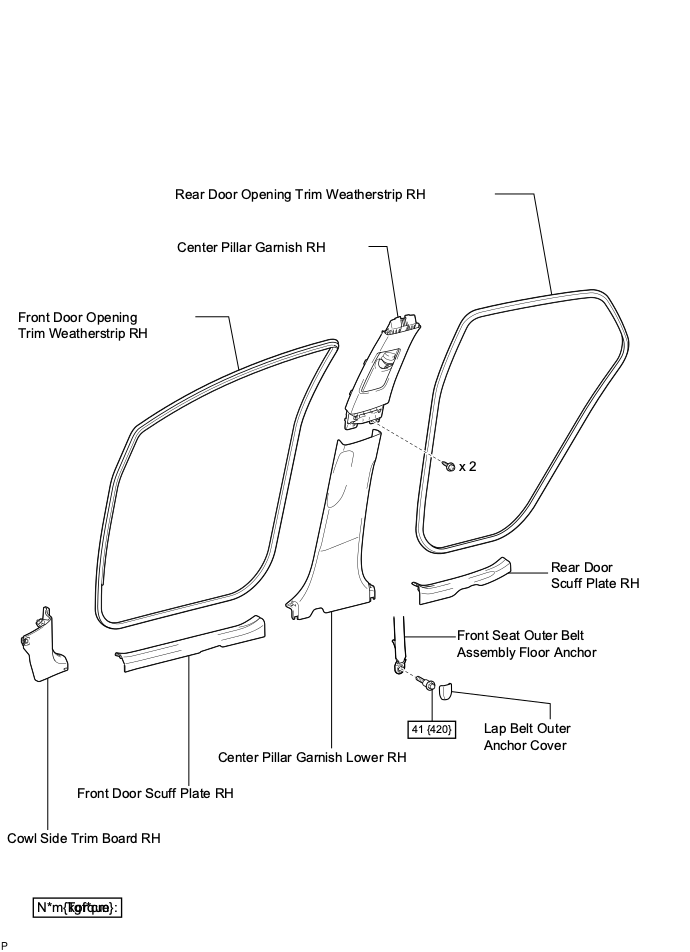 Rear Door Opening Trim Weatherstrip RH
Center Pillar Garnish RH
Front Door Opening
Trim Weatherstrip RH
x 2
Rear Door
Scuff Plate RH
Front Seat Outer Belt
Assembly Floor Anchor
41 {420}
Lap Belt Outer
Anchor Cover
Center Pillar Garnish Lower RH
Front Door Scuff Plate RH
Cowl Side Trim Board RH
N*m
P